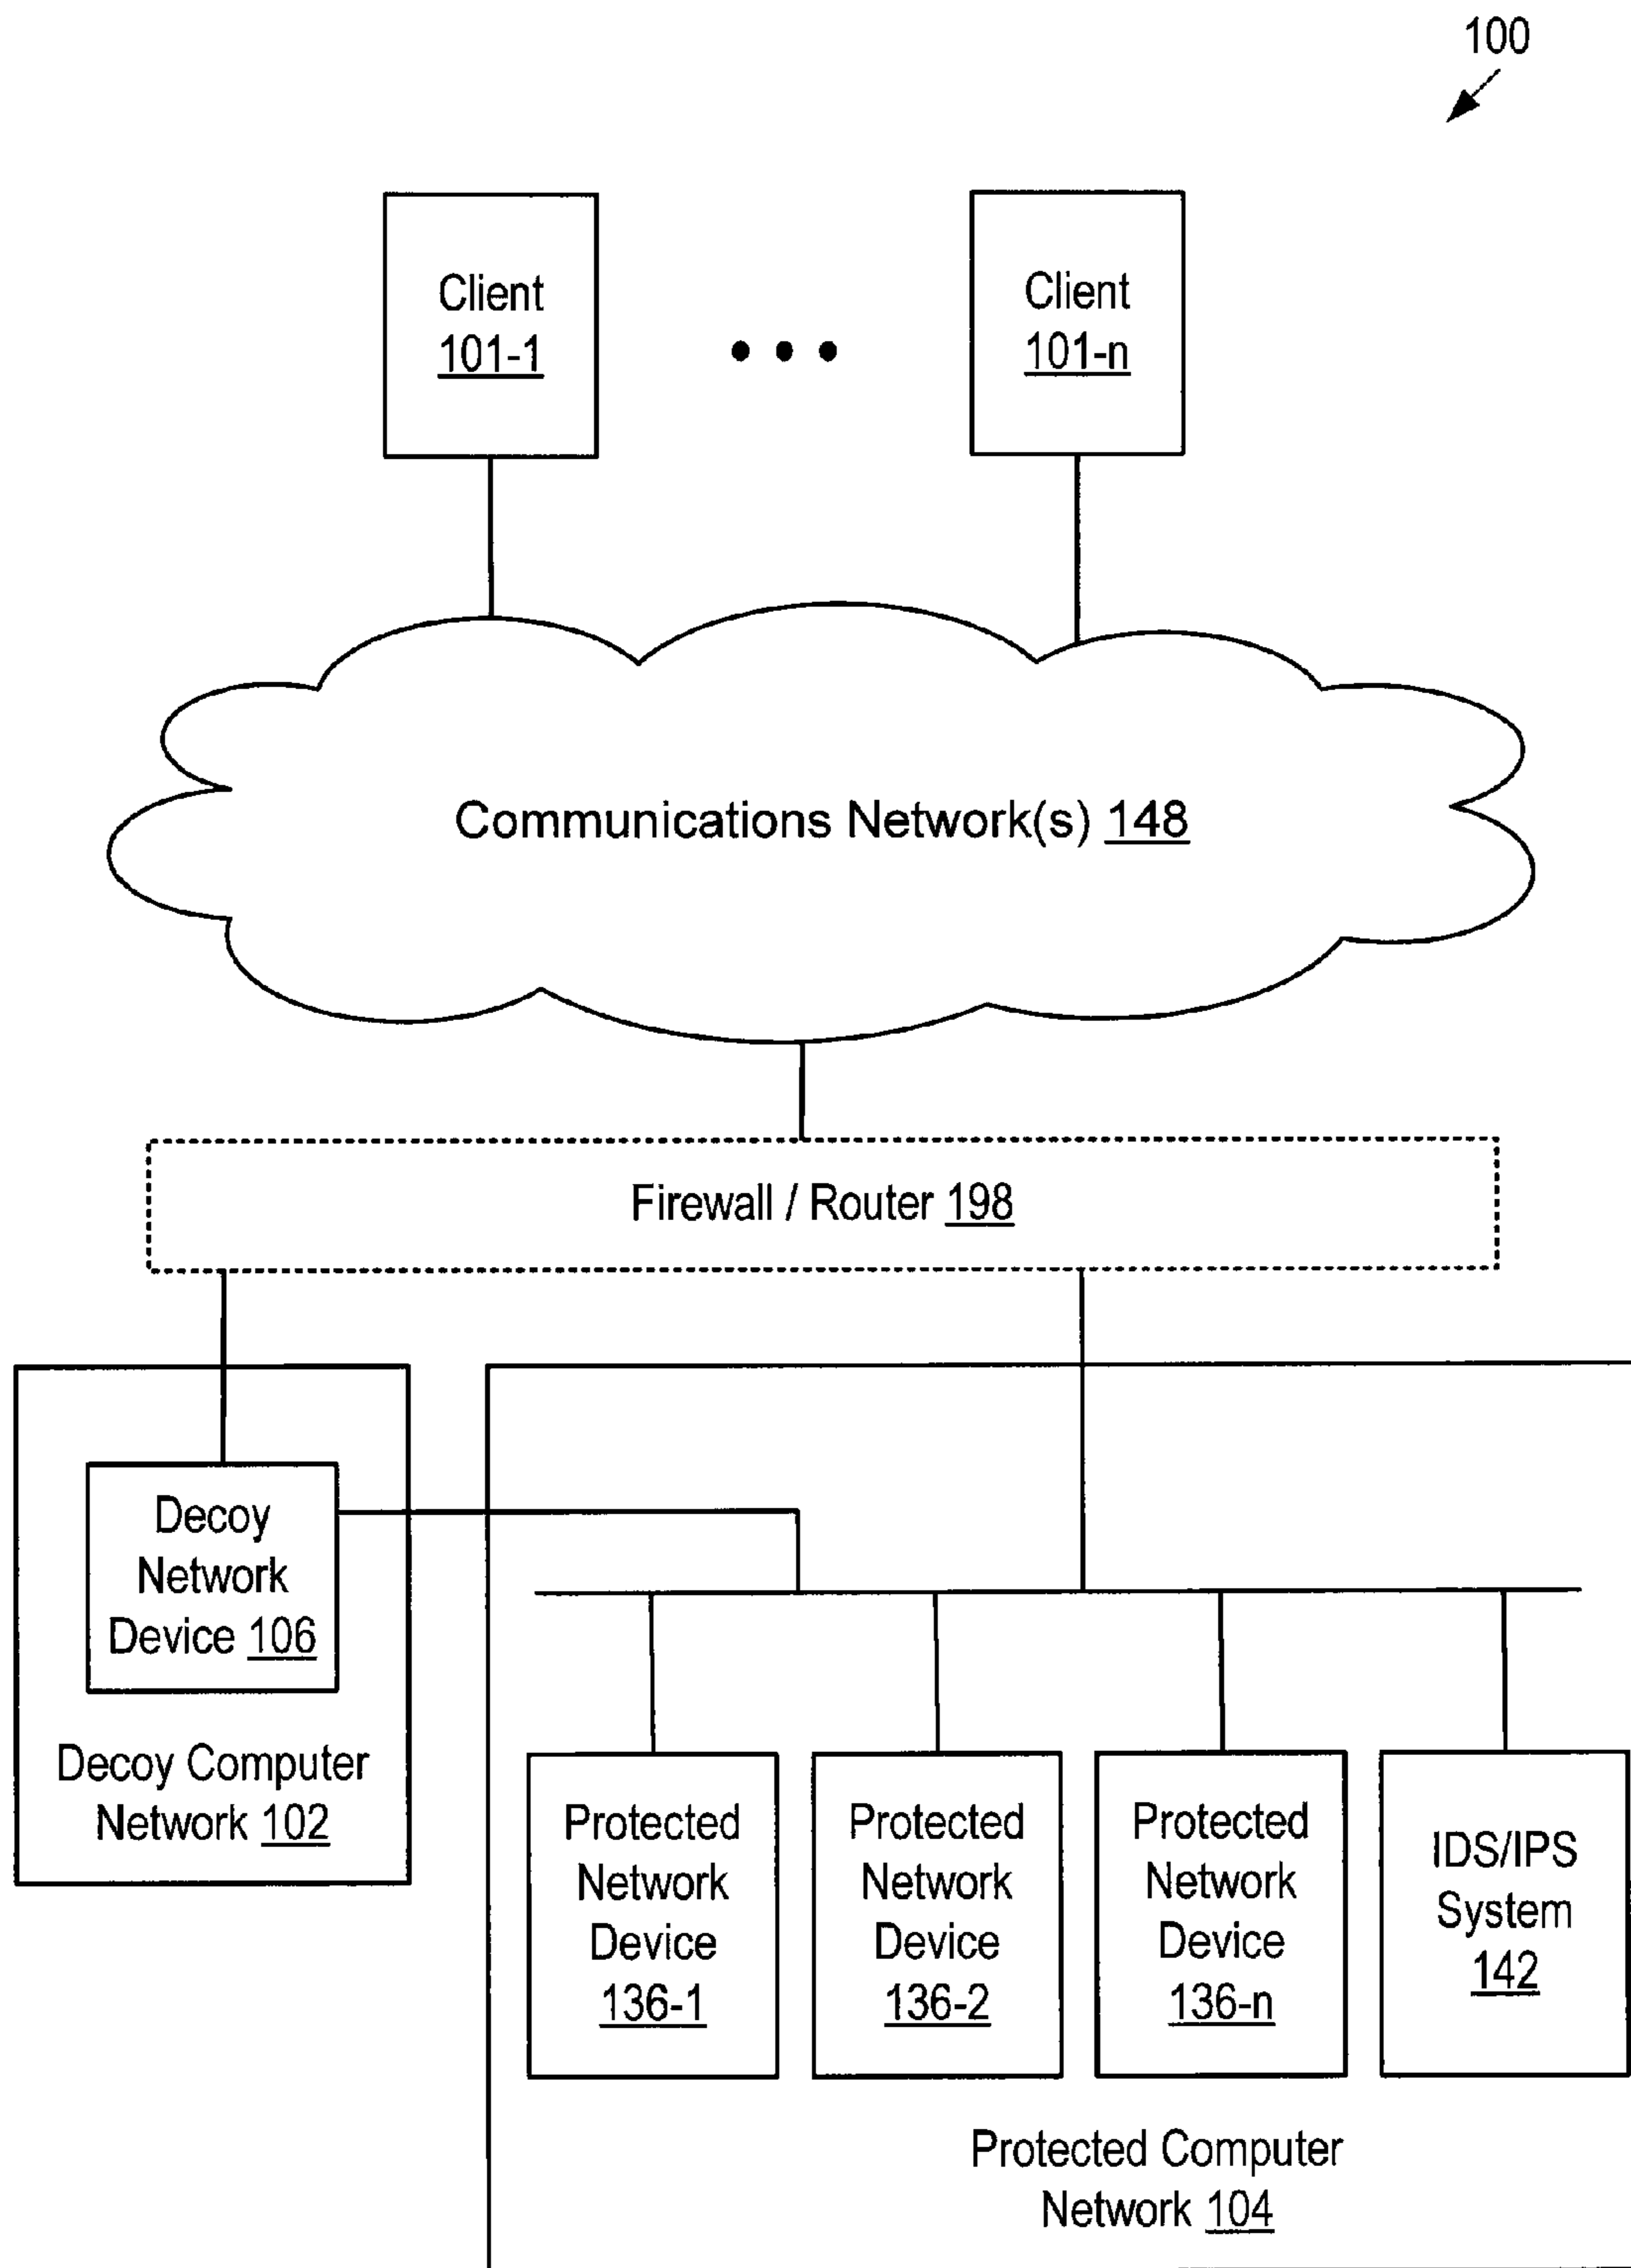 100
Client
101-1
Client
101-n
Communications Network(s) 148
Firewall / Router 198
Decoy
Network
Device 106
Decoy Computer
Network 102
Protected
Network
Device
136-1
Protected
Network
Device
136-2
Protected
Network
Device
136-n
IDS/IPS
System
142
Protected Computer
Network 104